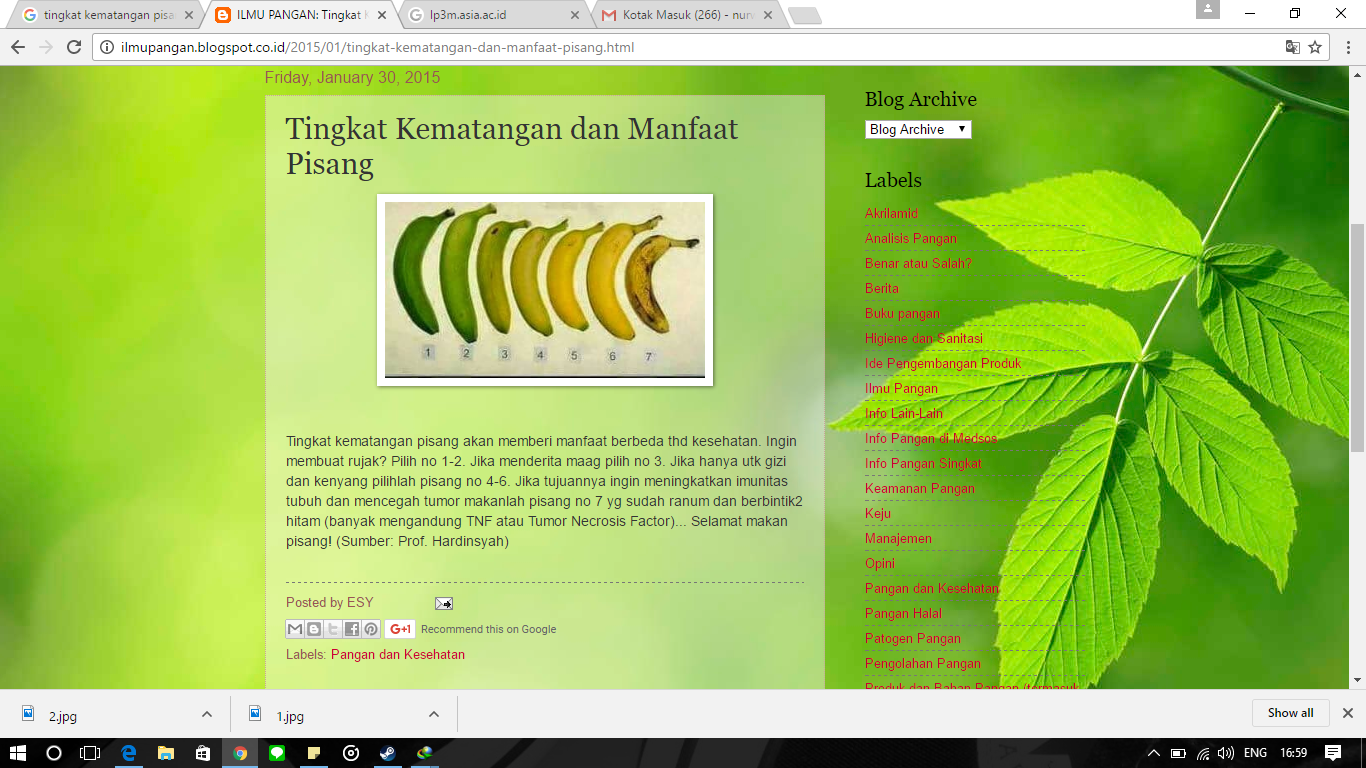 tingkat kematangan pisa
ILMU PANGAN: Tingkat K
lp3m.asia.ac.id
Kotak Masuk (266) - nuru
ilmupangan.blogspot.co.id/2015/01/tingkat-kematangan-dan-manfaat-pisang.html
Friday, January 30, 2015
Tingkat Kematangan dan Manfaat
Pisang
1 2 3 4 5 6 7
Tingkat kematangan pisang akan memberi manfaat berbeda thd kesehatan. Ingin
membuat rujak? Pilih no 1-2. Jika menderita maag pilih no 3. Jika hanya utk gizi
dan kenyang pilihlah pisang no 4-6. Jika tujuannya ingin meningkatkan imunitas
tubuh dan mencegah tumor makanlah pisang no 7 yg sudah ranum dan berbintik2
hitam (banyak mengandung TNF atau Tumor Necrosis Factor)... Selamat makan
pisang! (Sumber: Prof. Hardinsyah)
Posted by ESY
G+1 Recommend this on Google
Labels: Pangan dan Kesehatan
Blog Archive
Blog Archive
Labels
Akrilamid
Analisis Pangan
Benar atau Salah?
Berita
Buku pangan
Higiene dan Sanitasi
Ide Pengembangan Produk
Ilmu Pangan
Info Lain-Lain
Info Pangan di Medsos
Info Pangan Singkat
Keamanan Pangan
Keju
Manajemen
Opini
Pangan dan Kesehatan
Pangan Halal
Patogen Pangan
Pengolahan Pangan
Produk dan Bahan Pangan (termasuk
2.jpg
1.jpg
Show all
ENG 16:59